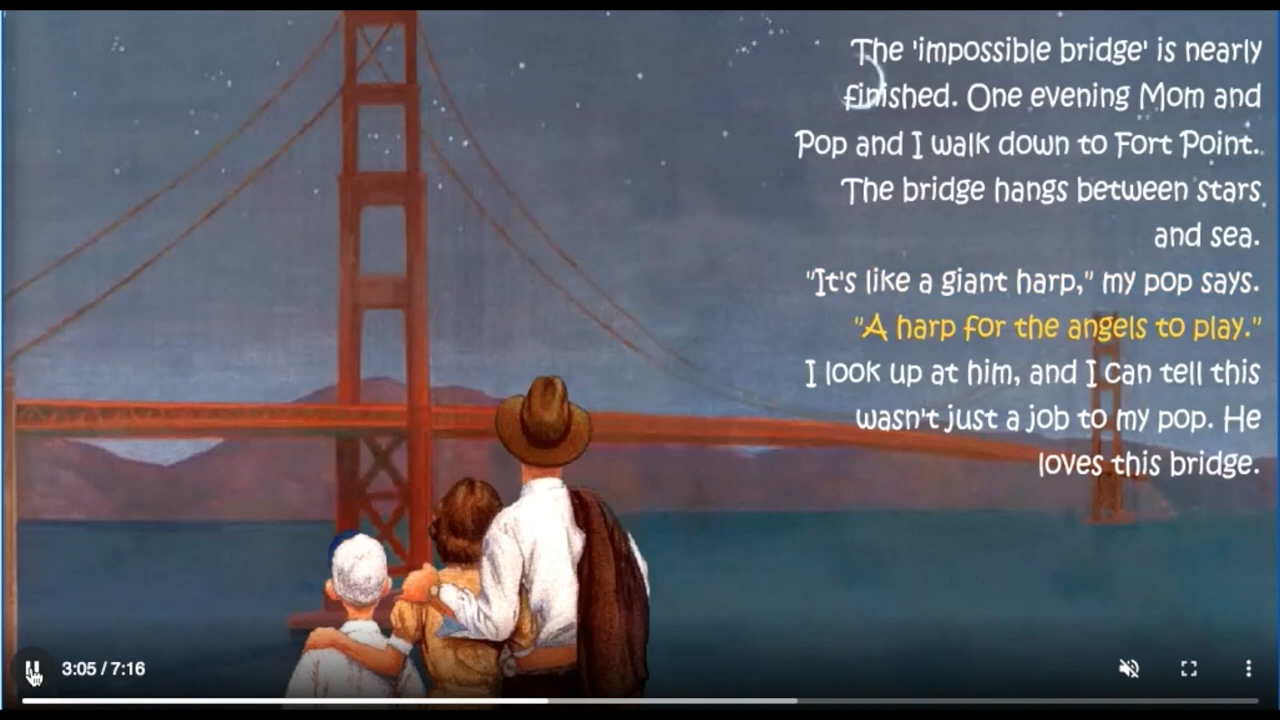 The 'impossible bridge' is nearly
finished. One evening Mom and
Pop and I walk down to Fort Point.
The bridge hangs between stars
and sea.
"It's like a giant harp," my pop says.
"A harp for the angels to play."
I look up at him, and I can tell this
wasn't just a job to my pop. He
loves this bridge.
3:05 / 7:16